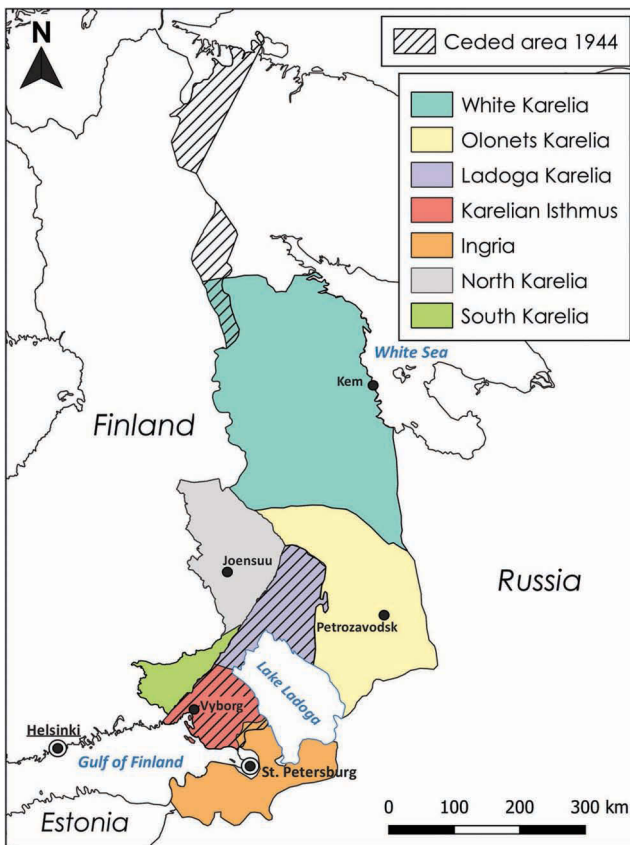 N
Ceded area 1944
White Karelia
Olonets Karelia
Ladoga Karelia
Karelian Isthmus
Ingria
North Karelia
South Karelia
White Sea
Kem
Finland
Joensuu
Russia
Petrozavodsk
Lake Ladoga
Vyborg
Helsinki
Gulf of Finland
St. Petersburg
Estonia
0 100 200 300 km